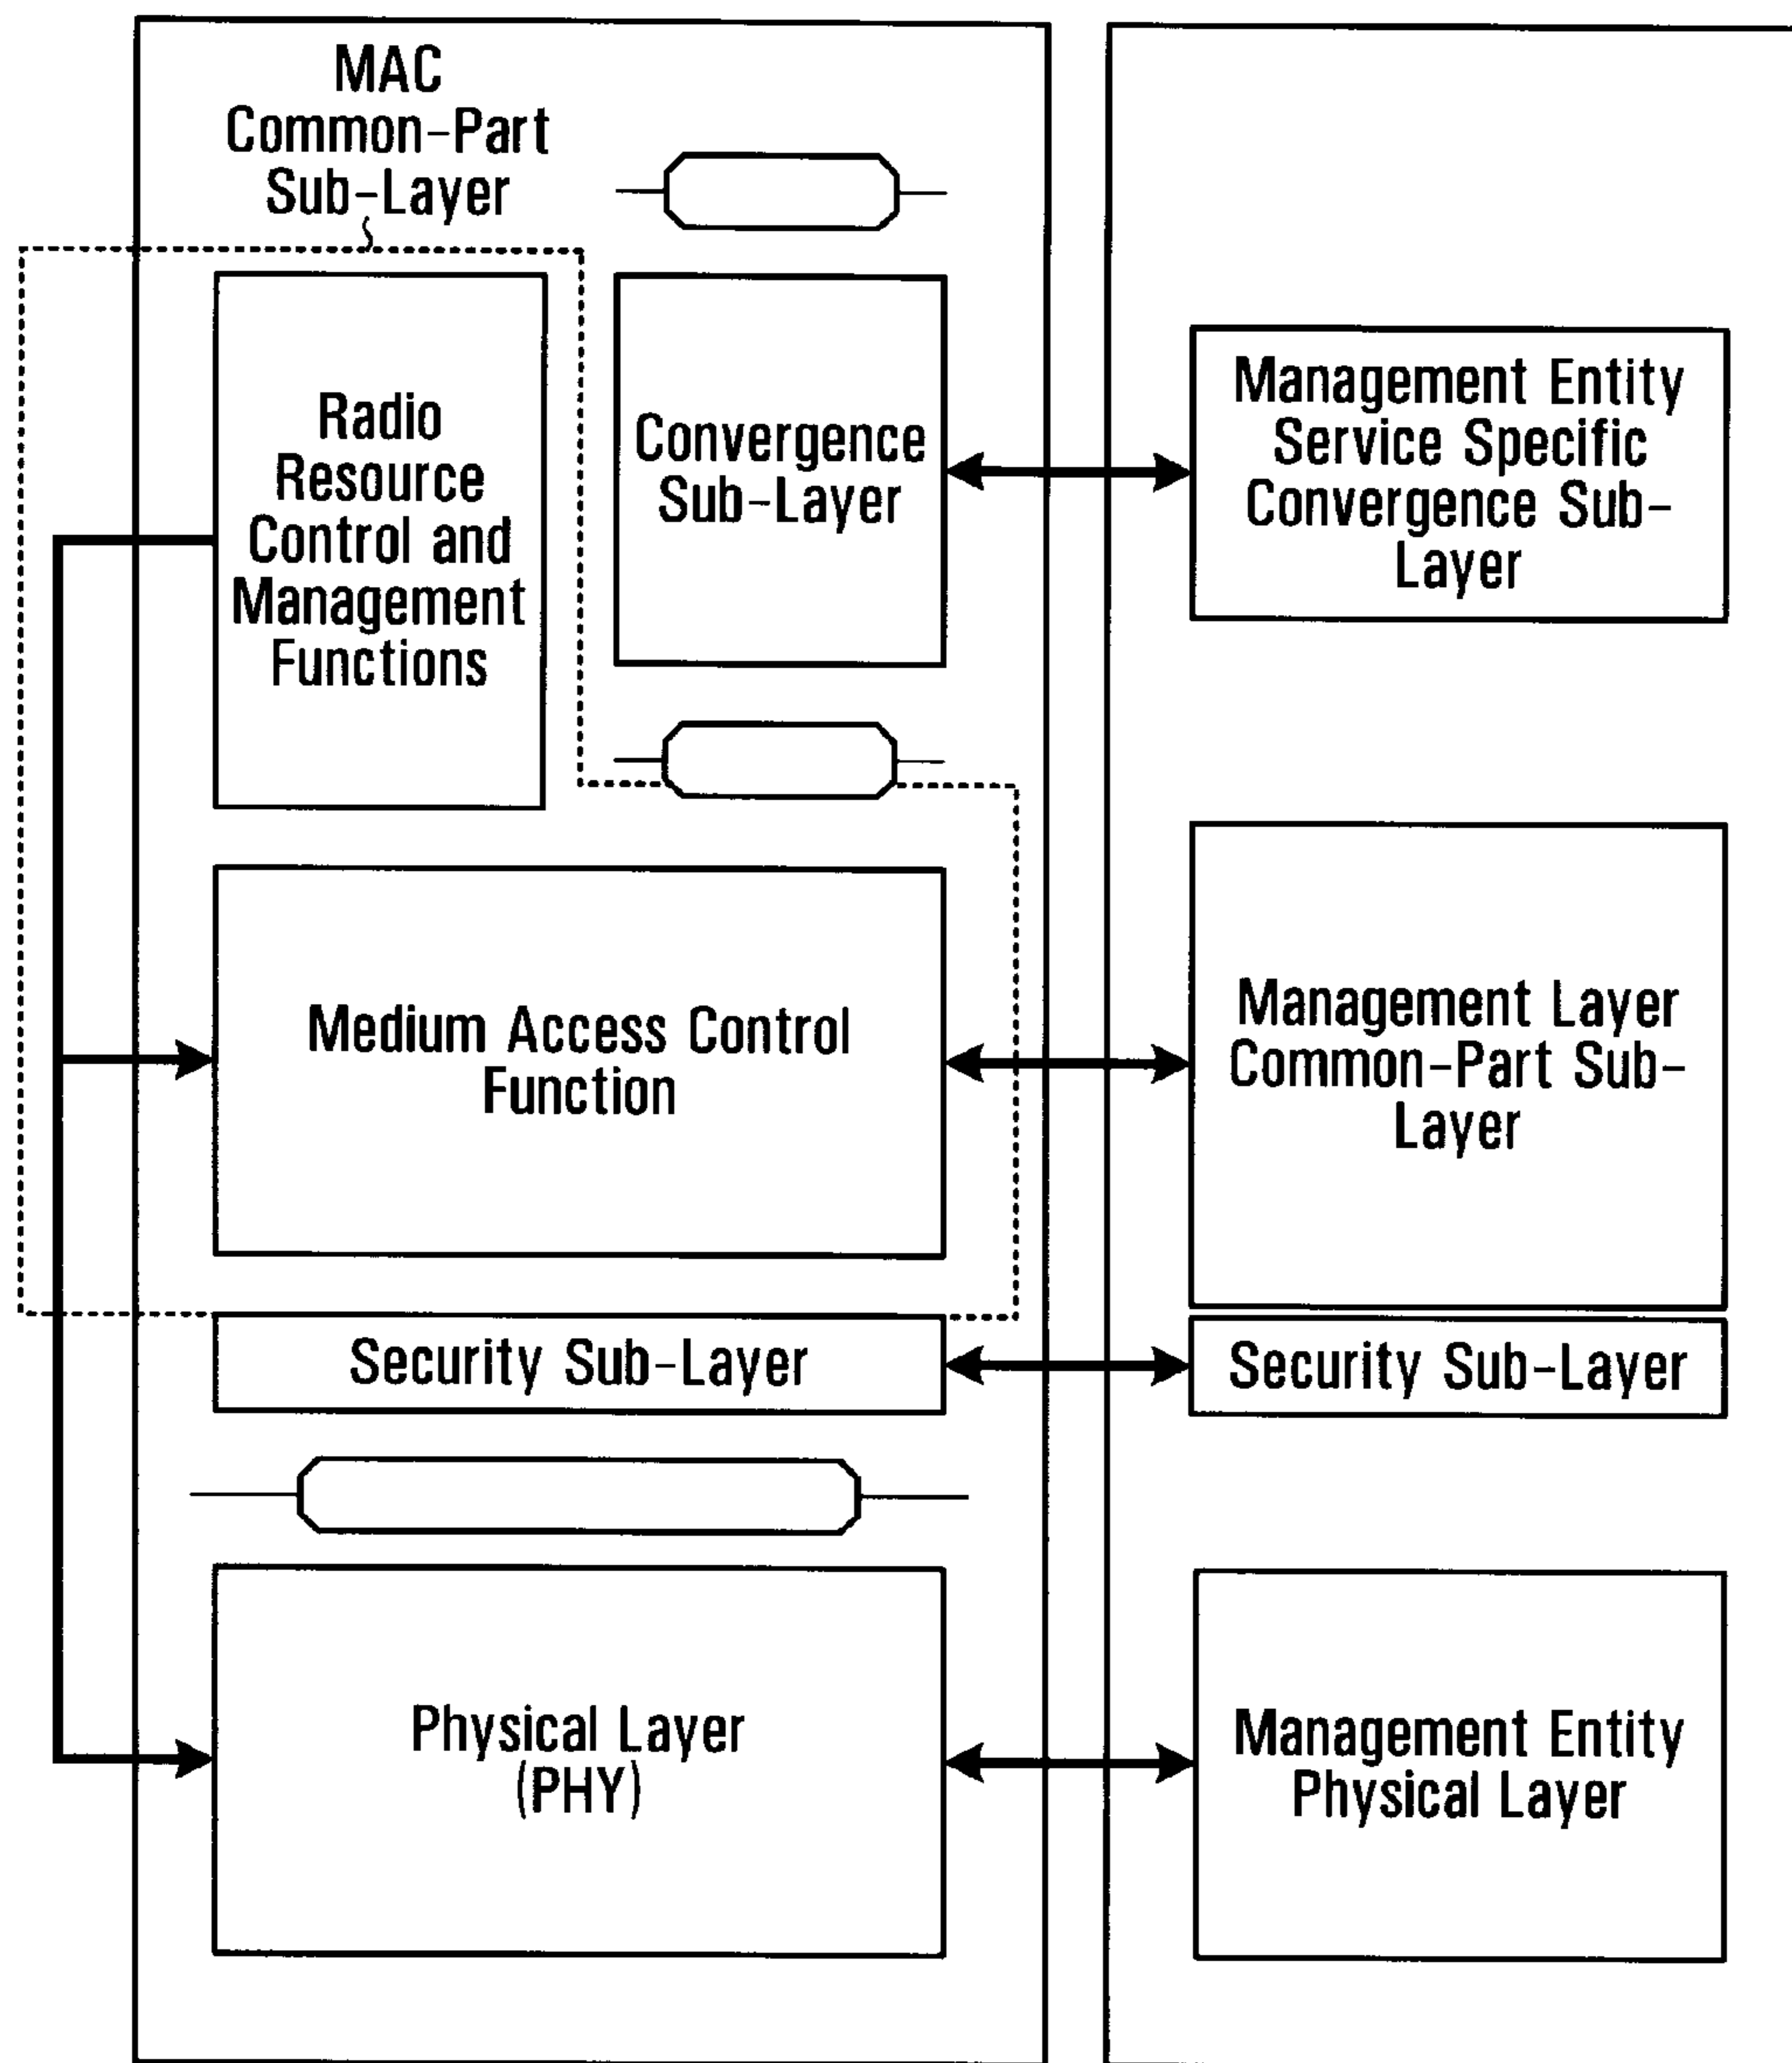 MAC
Common-Part
Sub-Layer
Radio
Resource
Control and
Management
Functions
Convergence
Sub-Layer
Management Entity
Service Specific
Convergence Sub-
Layer
Medium Access Control
Function
Management Layer
Common-Part Sub-
Layer
Security Sub-Layer
Security Sub-Layer
Physical Layer
(PHY)
Management Entity
Physical Layer